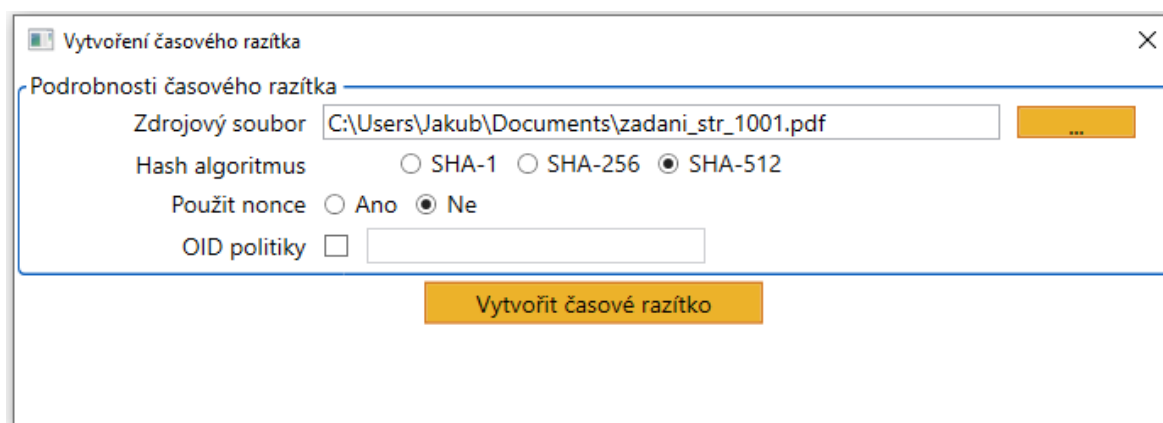 Vytvoření časového razítka
Podrobnosti časového razítka
Zdrojový soubor C:\Users\Jakub\Documents\zadani_str_1001.pdf ...
Hash algoritmus SHA-1 SHA-256 SHA-512
Použit nonce Ano Ne
OID politiky
Vytvořit časové razítko